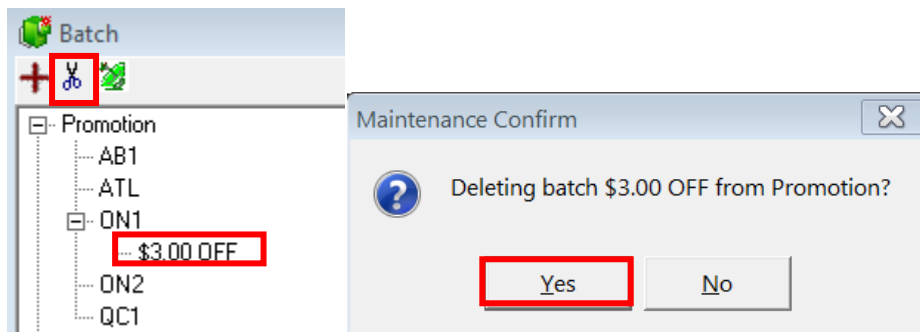 Batch
Promotion
AB1
ATL
ON1
$3.00 OFF
ON2
QC1
Maintenance Confirm
Deleting batch $3.00 OFF from Promotion?
Yes
No